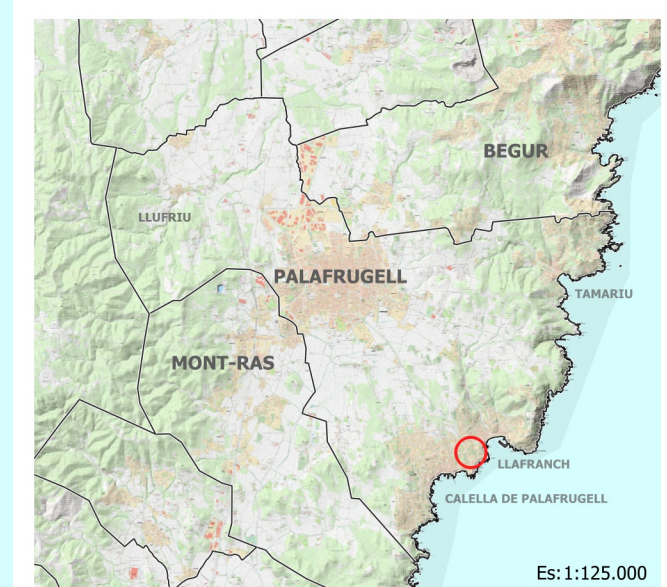 BEGUR
LLUFRIU
PALAFRUGELL
TAMARIU
MONT-RAS
LLAFRANCH
CALELLA DE PALAFRUGELL
Es:1:125.000